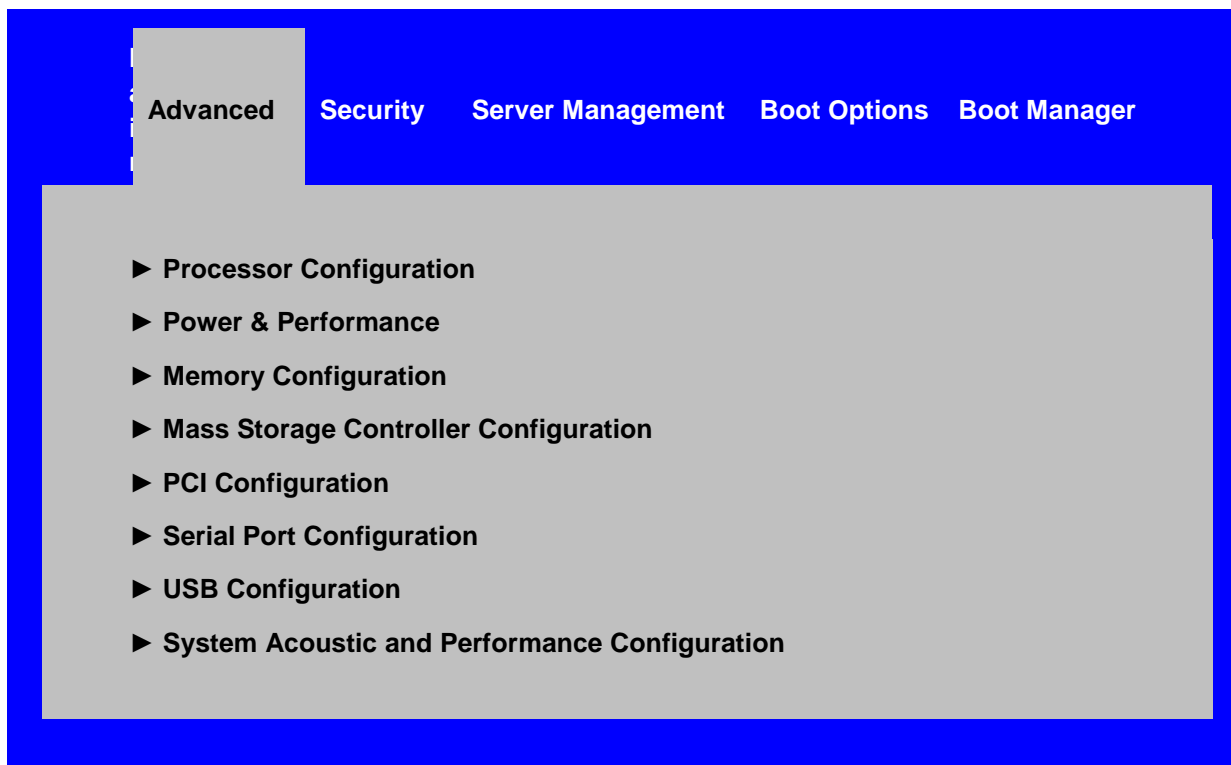 Advanced Security Server Management Boot Options Boot Manager
► Processor Configuration
► Power & Performance
► Memory Configuration
► Mass Storage Controller Configuration
► PCI Configuration
► Serial Port Configuration
► USB Configuration
► System Acoustic and Performance Configuration